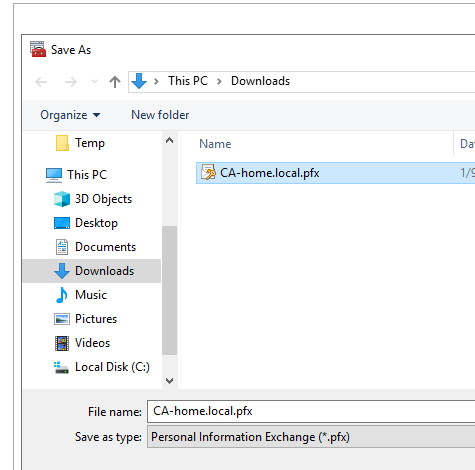 Save As
This PC > Downloads
Organize
New folder
Name
Da
Temp
This PC
CA-home.local.pfx
1/9
3D Objects
Desktop
Documents
Downloads
Music
Pictures
Videos
Local Disk (C:)
File name: CA-home.local.pfx
Save as type: Personal Information Exchange (*.pfx)